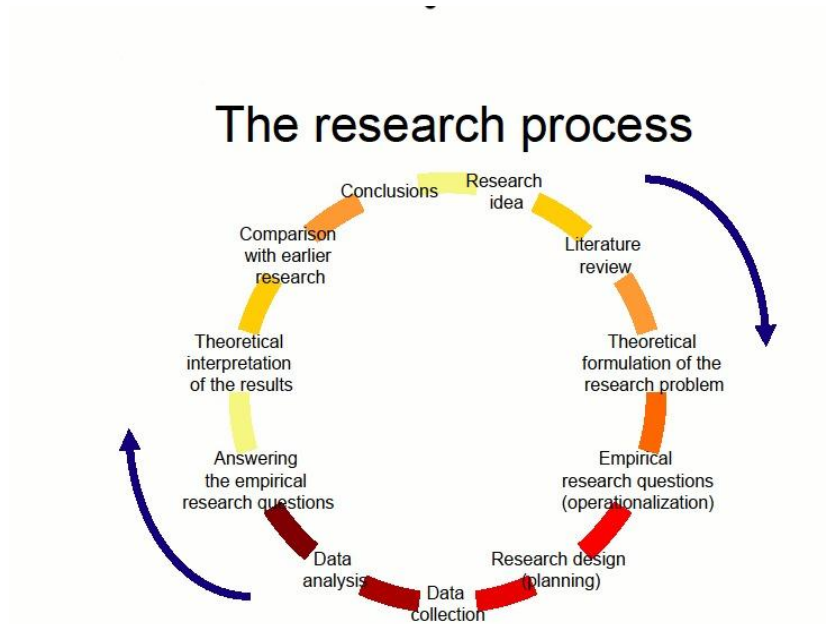 The research process
Research
idea
Literature
review
Theoretical
formulation of the
research problem
Empirical
research questions
(operationalization)
Research design
(planning)
Data
collection
Data
analysis
Answering
the empirical
research questions
Theoretical
interpretation
of the results
Comparison
with earlier
research
Conclusions